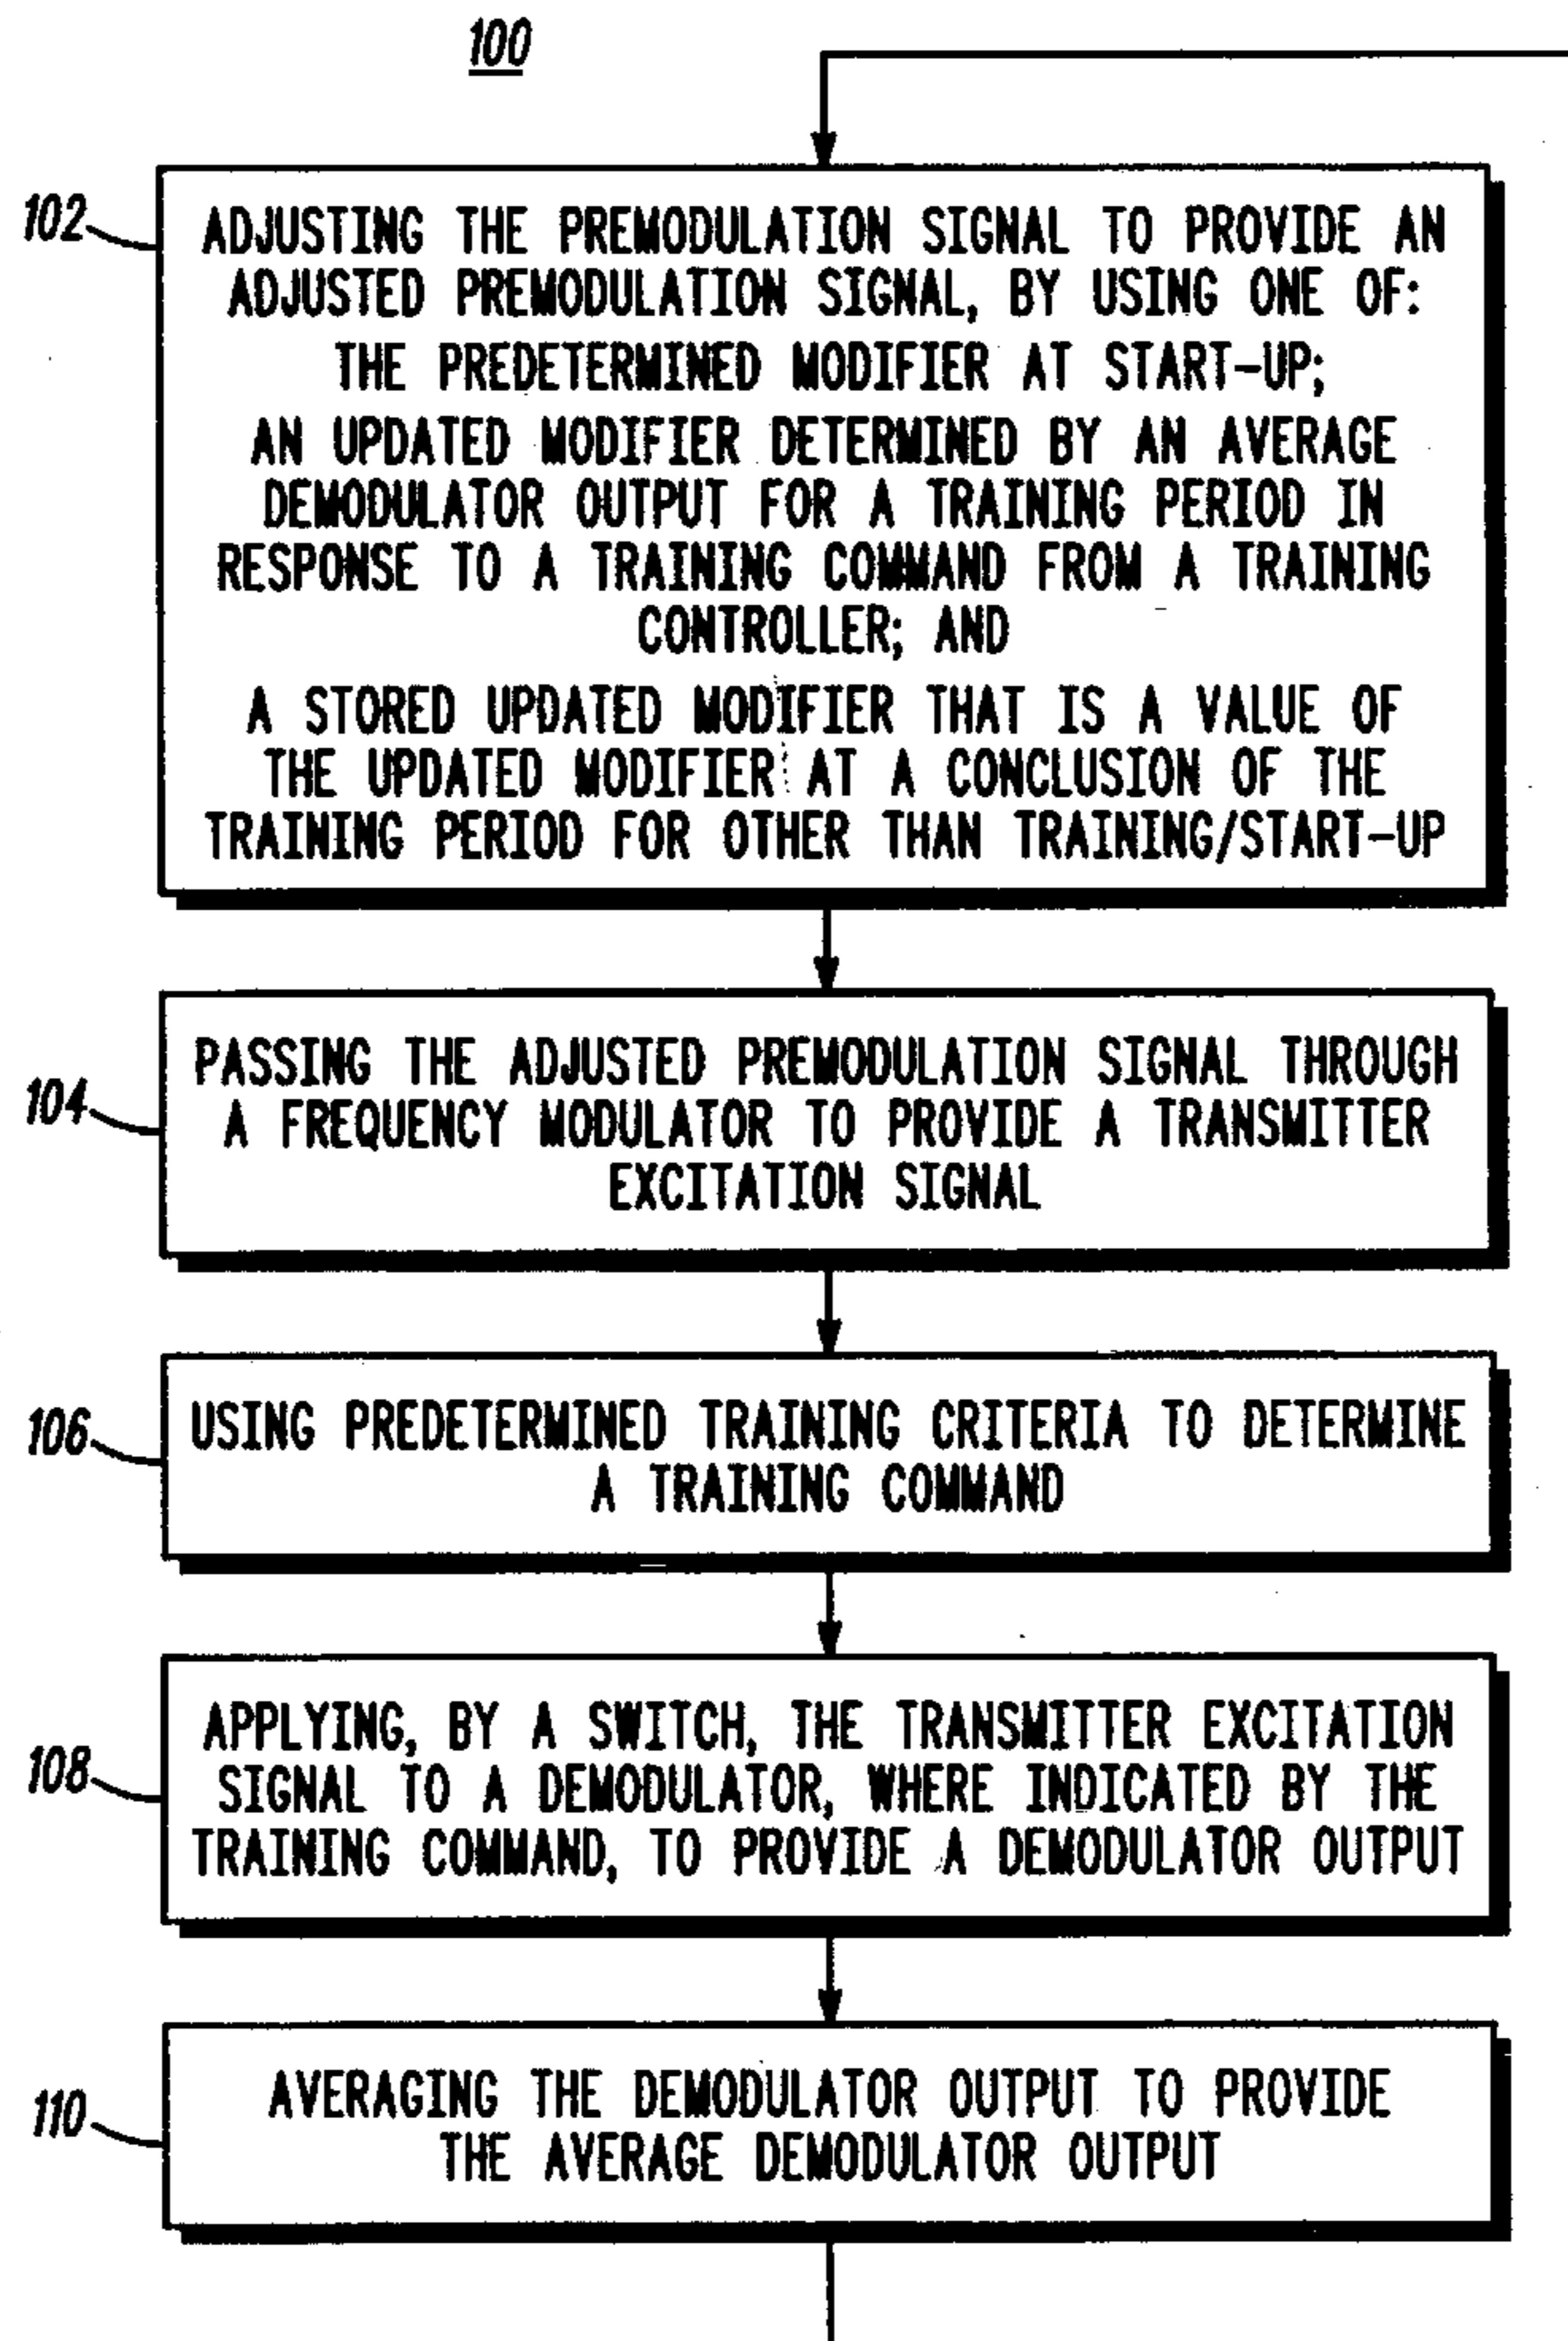 100
102
ADJUSTING THE PREMODULATION SIGNAL TO PROVIDE AN
ADJUSTED PREMODULATION SIGNAL, BY USING ONE OF:
THE PREDETERMINED MODIFIER AT START-UP;
AN UPDATED MODIFIER DETERMINED BY AN AVERAGE
DEMODULATOR OUTPUT FOR A TRAINING PERIOD IN
RESPONSE TO A TRAINING COMMAND FROM A TRAINING
CONTROLLER; AND
A STORED UPDATED MODIFIER THAT IS A VALUE OF
THE UPDATED MODIFIER AT A CONCLUSION OF THE
TRAINING PERIOD FOR OTHER THAN TRAINING/START-UP
104
PASSING THE ADJUSTED PREMODULATION SIGNAL THROUGH
A FREQUENCY MODULATOR TO PROVIDE A TRANSMITTER
EXCITATION SIGNAL
106
USING PREDETERMINED TRAINING CRITERIA TO DETERMINE
A TRAINING COMMAND
108
APPLYING, BY A SWITCH, THE TRANSMITTER EXCITATION
SIGNAL TO A DEMODULATOR, WHERE INDICATED BY THE
TRAINING COMMAND, TO PROVIDE A DEMODULATOR OUTPUT
110
AVERAGING THE DEMODULATOR OUTPUT TO PROVIDE
THE AVERAGE DEMODULATOR OUTPUT